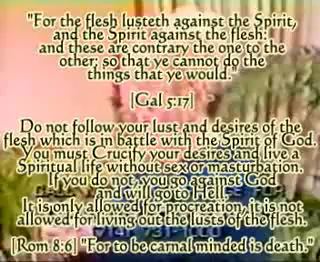 "For the flesh lusteth against the Spirit,
and the Spirit against the flesh:
and these are contrary the one to the
other: so that ye cannot do the
things that ye would."
[Gal 5:17]
Do not follow your lust and desires of the
flesh which is in battle with the Spirit of God.
You must Crucify your desires and live a
Spiritual life without sex or masturbation.
If you do not you go against God
and will go to Hell.
It is only allowed for procreation, it is not
allowed for living out the lusts of the flesh.
[Rom 8:6] "For to be carnal minded is death."